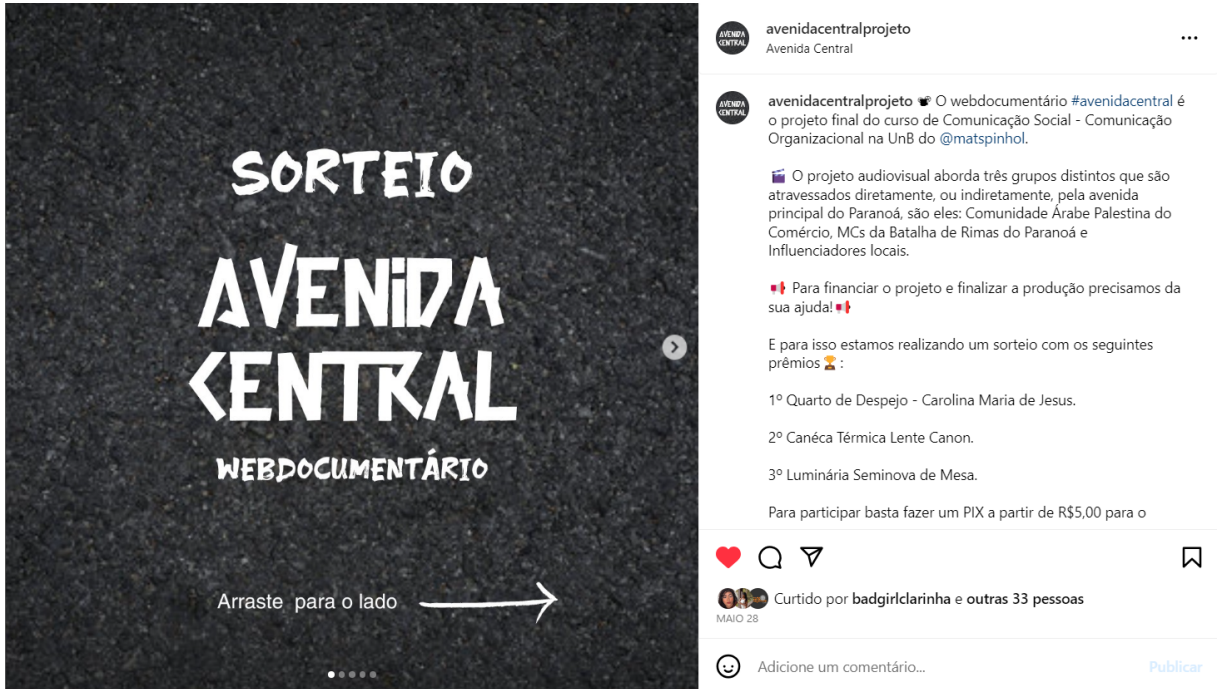 SORTEIO
AVENIDA
CENTRAL
WEBDOCUMENTÁRIO
Arraste para o lado
AVENIDA
CENTRAL
avenidacentralprojeto
Avenida Central
AVENIDA
CENTRAL
avenidacentralprojeto O webdocumentário #avenidacentral é
o projeto final do curso de Comunicação Social - Comunicação
Organizacional na UnB do @matspinhol.
O projeto audiovisual aborda três grupos distintos que são
atravessados diretamente, ou indiretamente, pela avenida
principal do Paranoá, são eles: Comunidade Árabe Palestina do
Comércio, MCs da Batalha de Rimas do Paranoá e
Influenciadores locais.
Para financiar o projeto e finalizar a produção precisamos da
sua ajuda!
E para isso estamos realizando um sorteio com os seguintes
prêmios :
1º Quarto de Despejo - Carolina Maria de Jesus.
2º Canéca Térmica Lente Canon.
3º Luminária Seminova de Mesa.
Para participar basta fazer um PIX a partir de R$5,00 para o
Curtido por badgirlclarinha e outras 33 pessoas
MAIO 28
Adicione um comentário...
Publicar